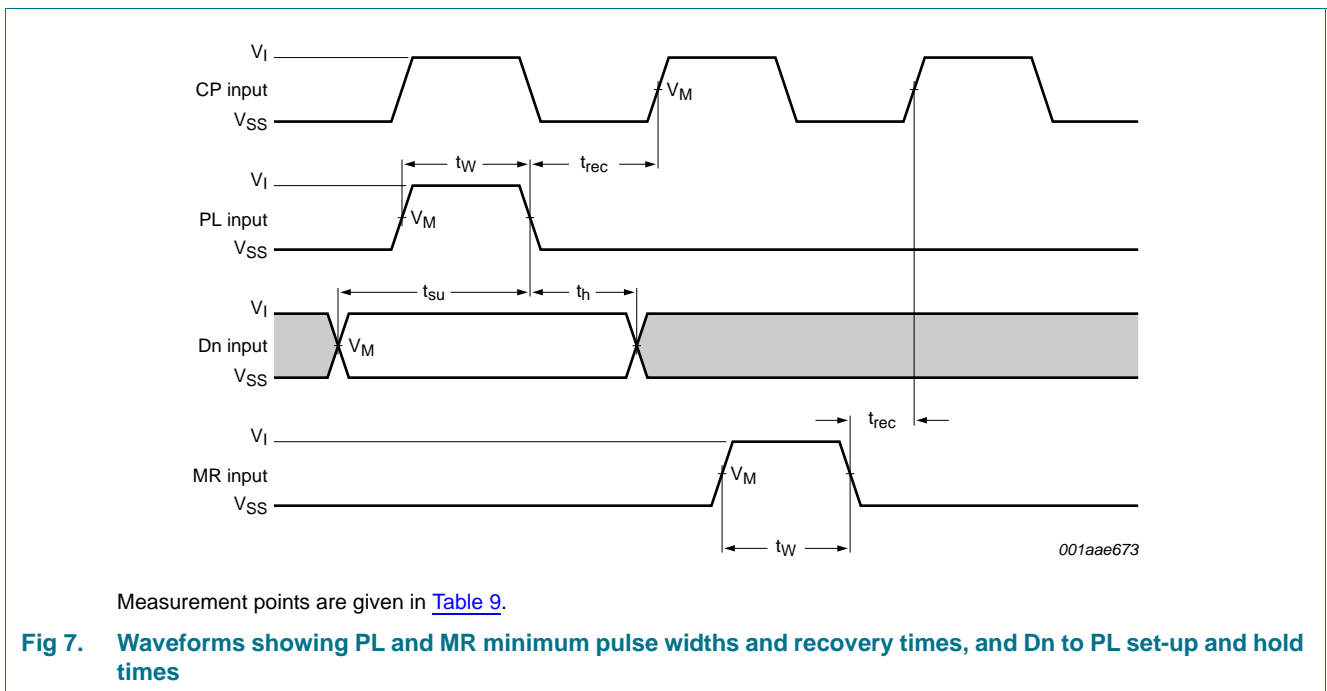 VI
CP input
VM
VSS
tW
trec
VI
PL input
VM
VSS
tsu
th
VI
Dn input
VM
VSS
trec
VI
MR input
VM
VSS
tW
001aae673
Measurement points are given in Table 9.
Fig 7. Waveforms showing PL and MR minimum pulse widths and recovery times, and Dn to PL set-up and hold
times